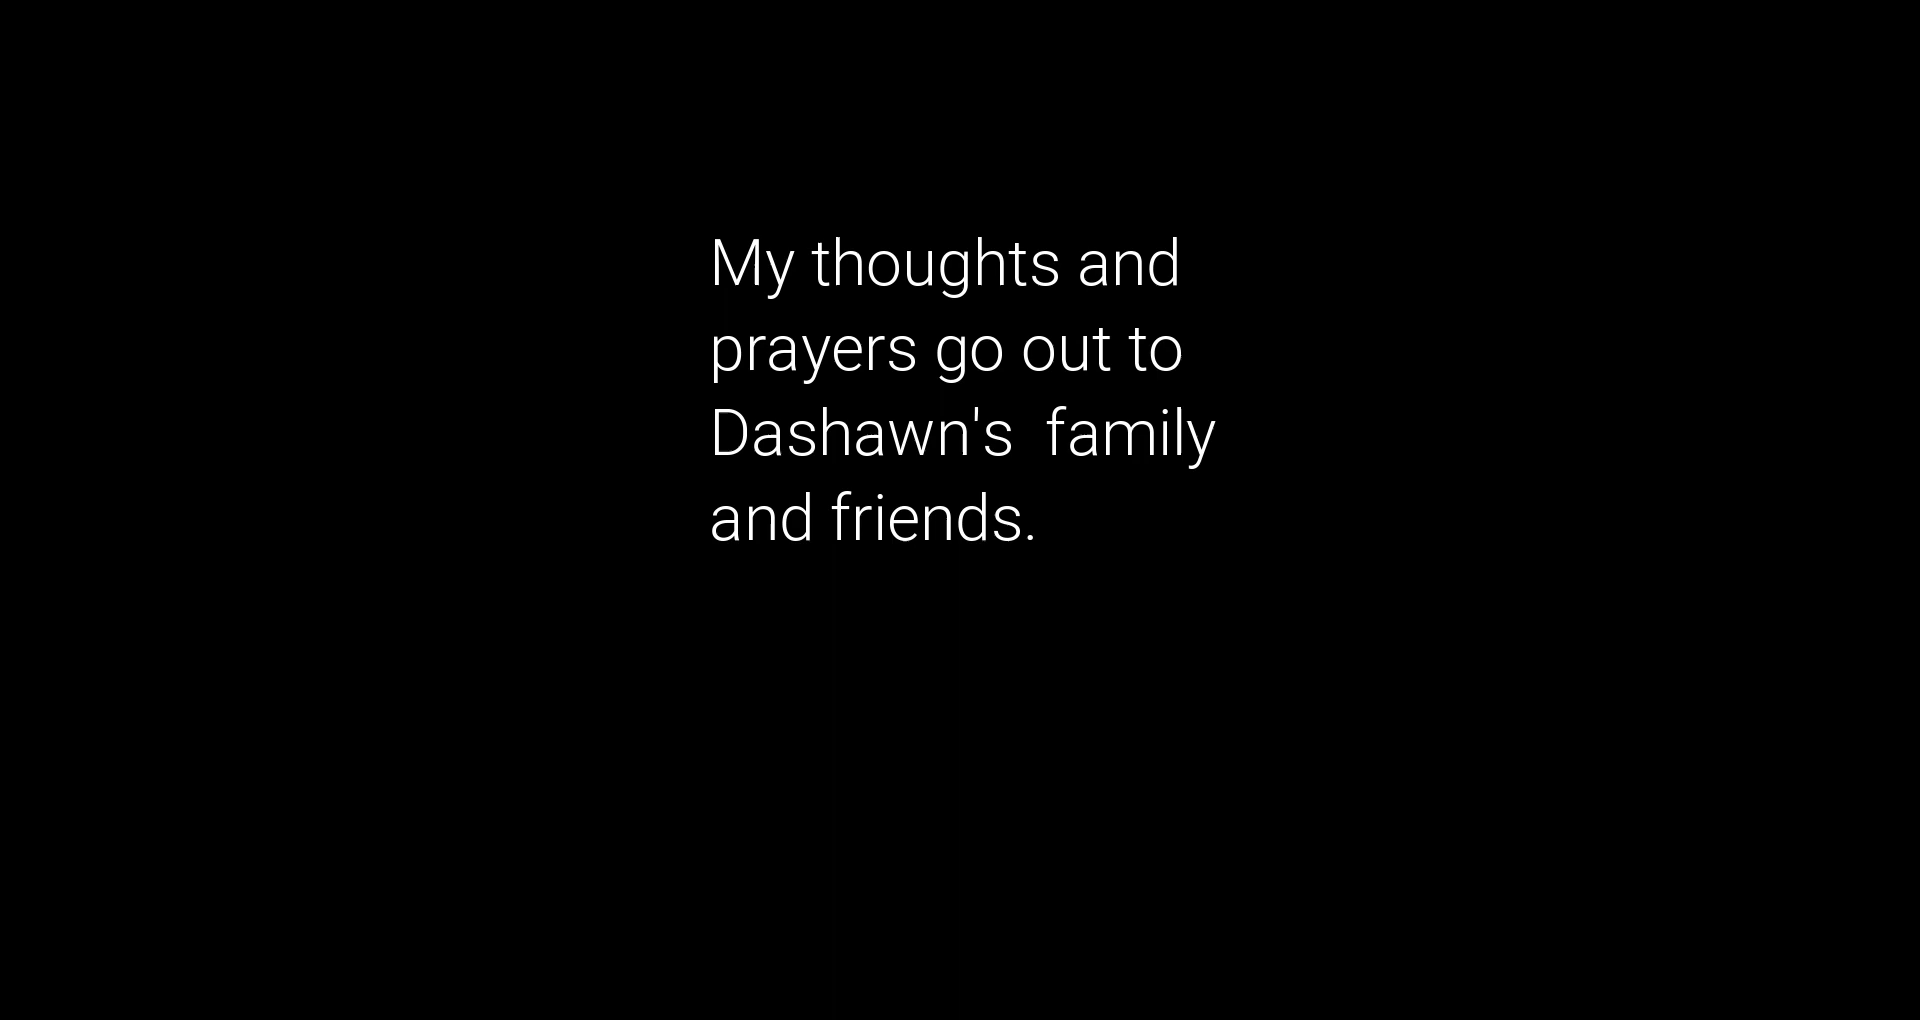 My thoughts and
prayers go out to
Dashawn's  family
and friends.